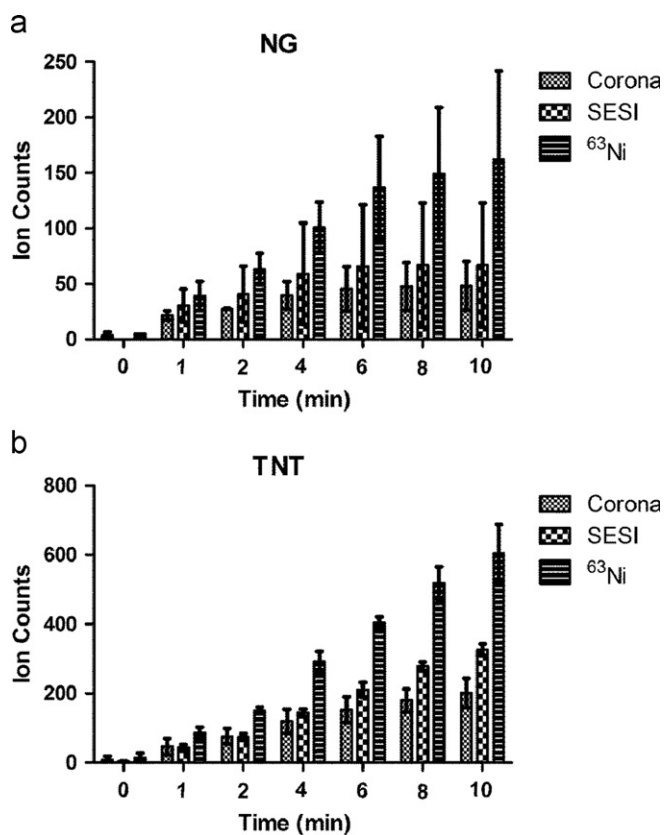 a
NG
250
200
150
100
50
0
Ion Counts
0 1 2 4 6 8 10
Time (min)
Corona
SESI
⁶³Ni
b
TNT
800
600
400
200
0
Ion Counts
0 1 2 4 6 8 10
Time (min)
Corona
SESI
⁶³Ni